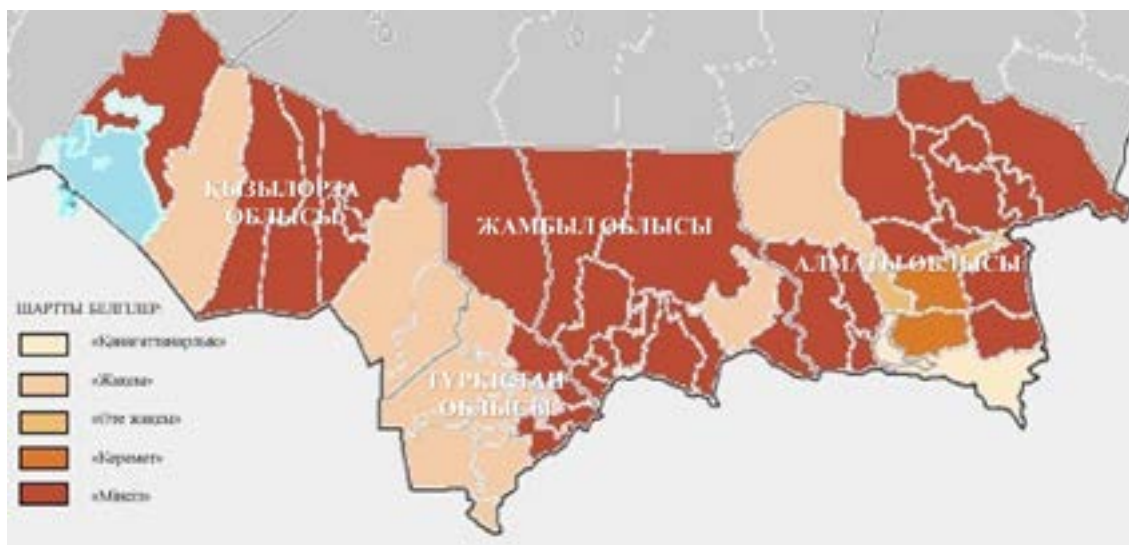 ҚЫЗЫЛОРДА
ОБЛЫСЫ
ЖАМБЫЛ ОБЛЫСЫ
АЛМАТЫ ОБЛЫСЫ
ТҮРКІСТАН
ОБЛЫСЫ
ШАРТТЫ БЕЛГІЛЕР
«Қанағаттанарлық»
«Жақсы»
«Өте жақсы»
«Керемет»
«Мінсіз»